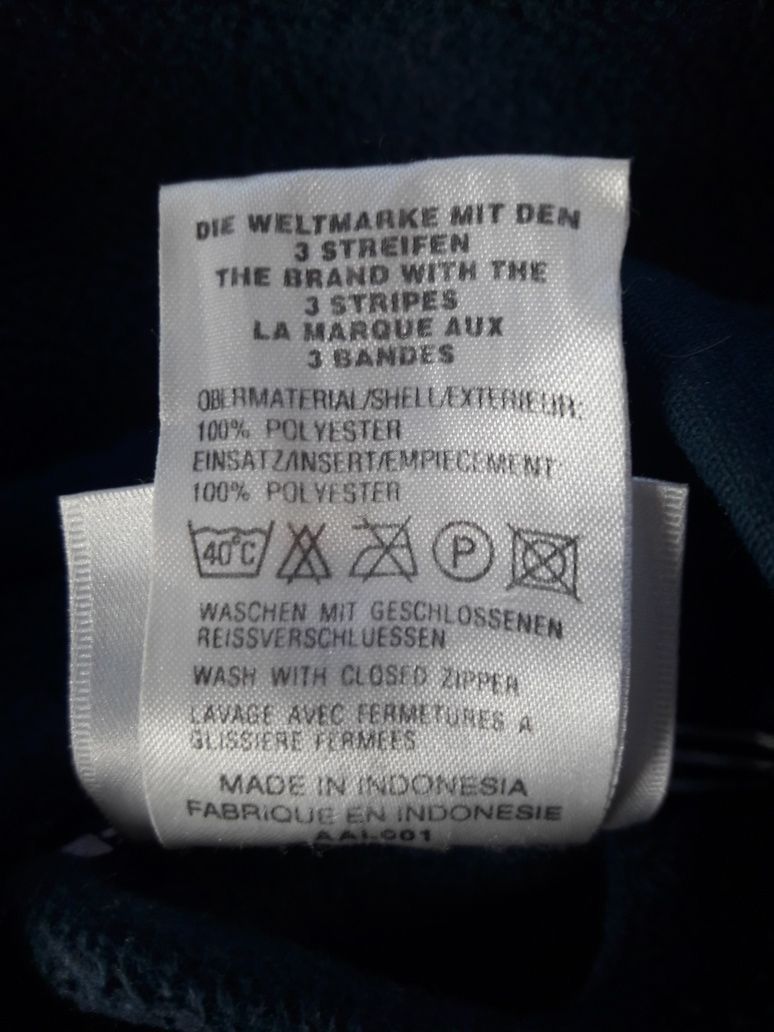 DIE WELTMARKE MIT DEN
3 STREIFEN
THE BRAND WITH THE
3 STRIPES
LA MARQUE AUX
3 BANDES
OBERMATERIAL/SHELL/EXTERIEUR:
100% POLYESTER
EINSATZ/INSERT/EMPIECEMENT:
100% POLYESTER
40°C P
WASCHEN MIT GESCHLOSSENEN
REISSVERSCHLUESSEN
WASH WITH CLOSED ZIPPER
LAVAGE AVEC FERMETURES A
GLISSIERE FERMEES
MADE IN INDONESIA
FABRIQUE EN INDONESIE